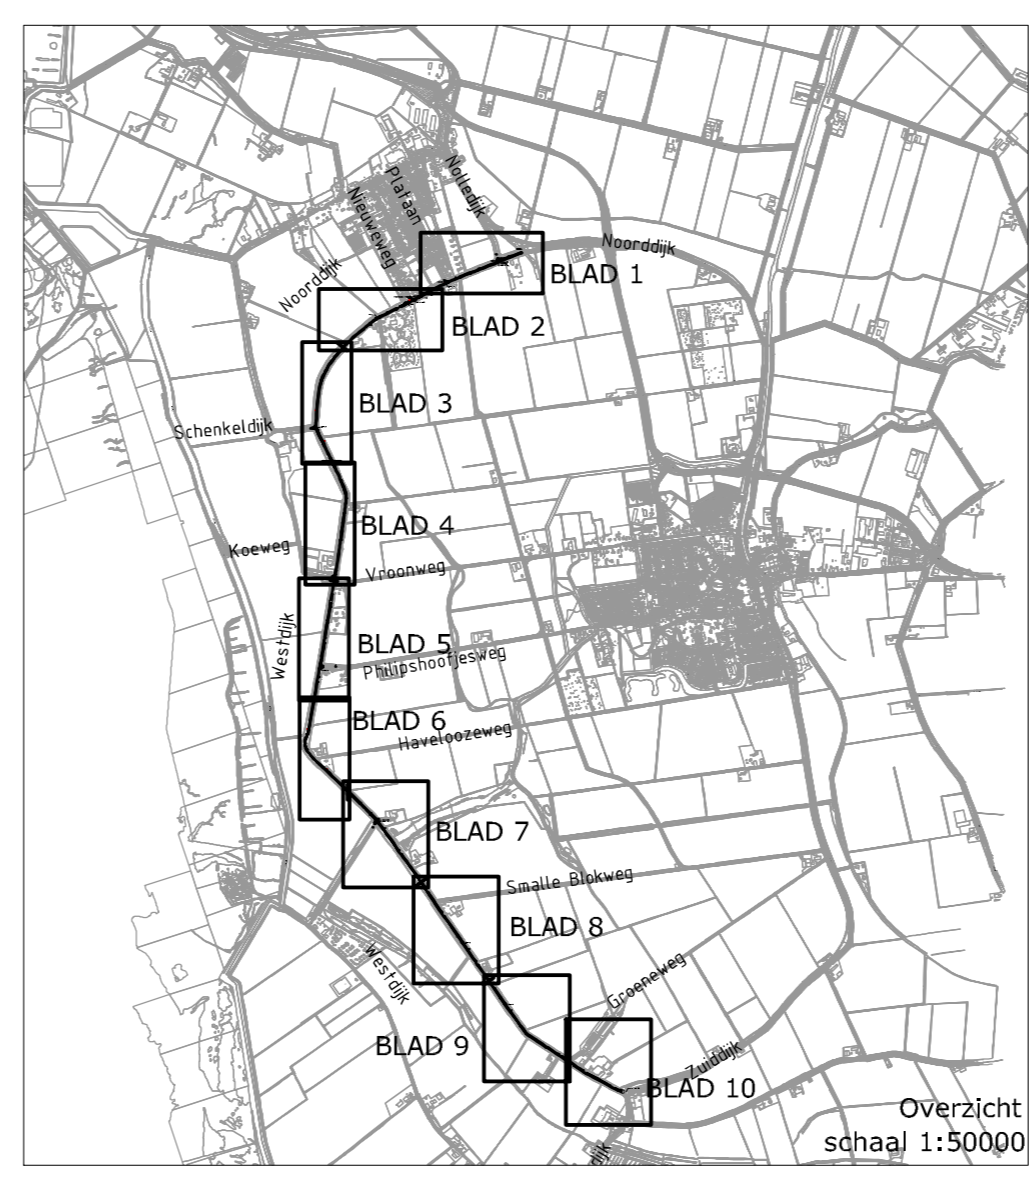 Nolledijk
Plataan
Nieuweweg
Noorddijk
Noorddijk
BLAD 1
BLAD 2
BLAD 3
Schenkeldijk
BLAD 4
Koeweg
Vroonweg
Westdijk
BLAD 5
Philipshoofjesweg
BLAD 6
Haveloozeweg
BLAD 7
Smalle Blokweg
BLAD 8
Westdijk
Groeneweg
BLAD 9
Zuiddijk
BLAD 10
Overzicht
schaal 1:50000
dijk